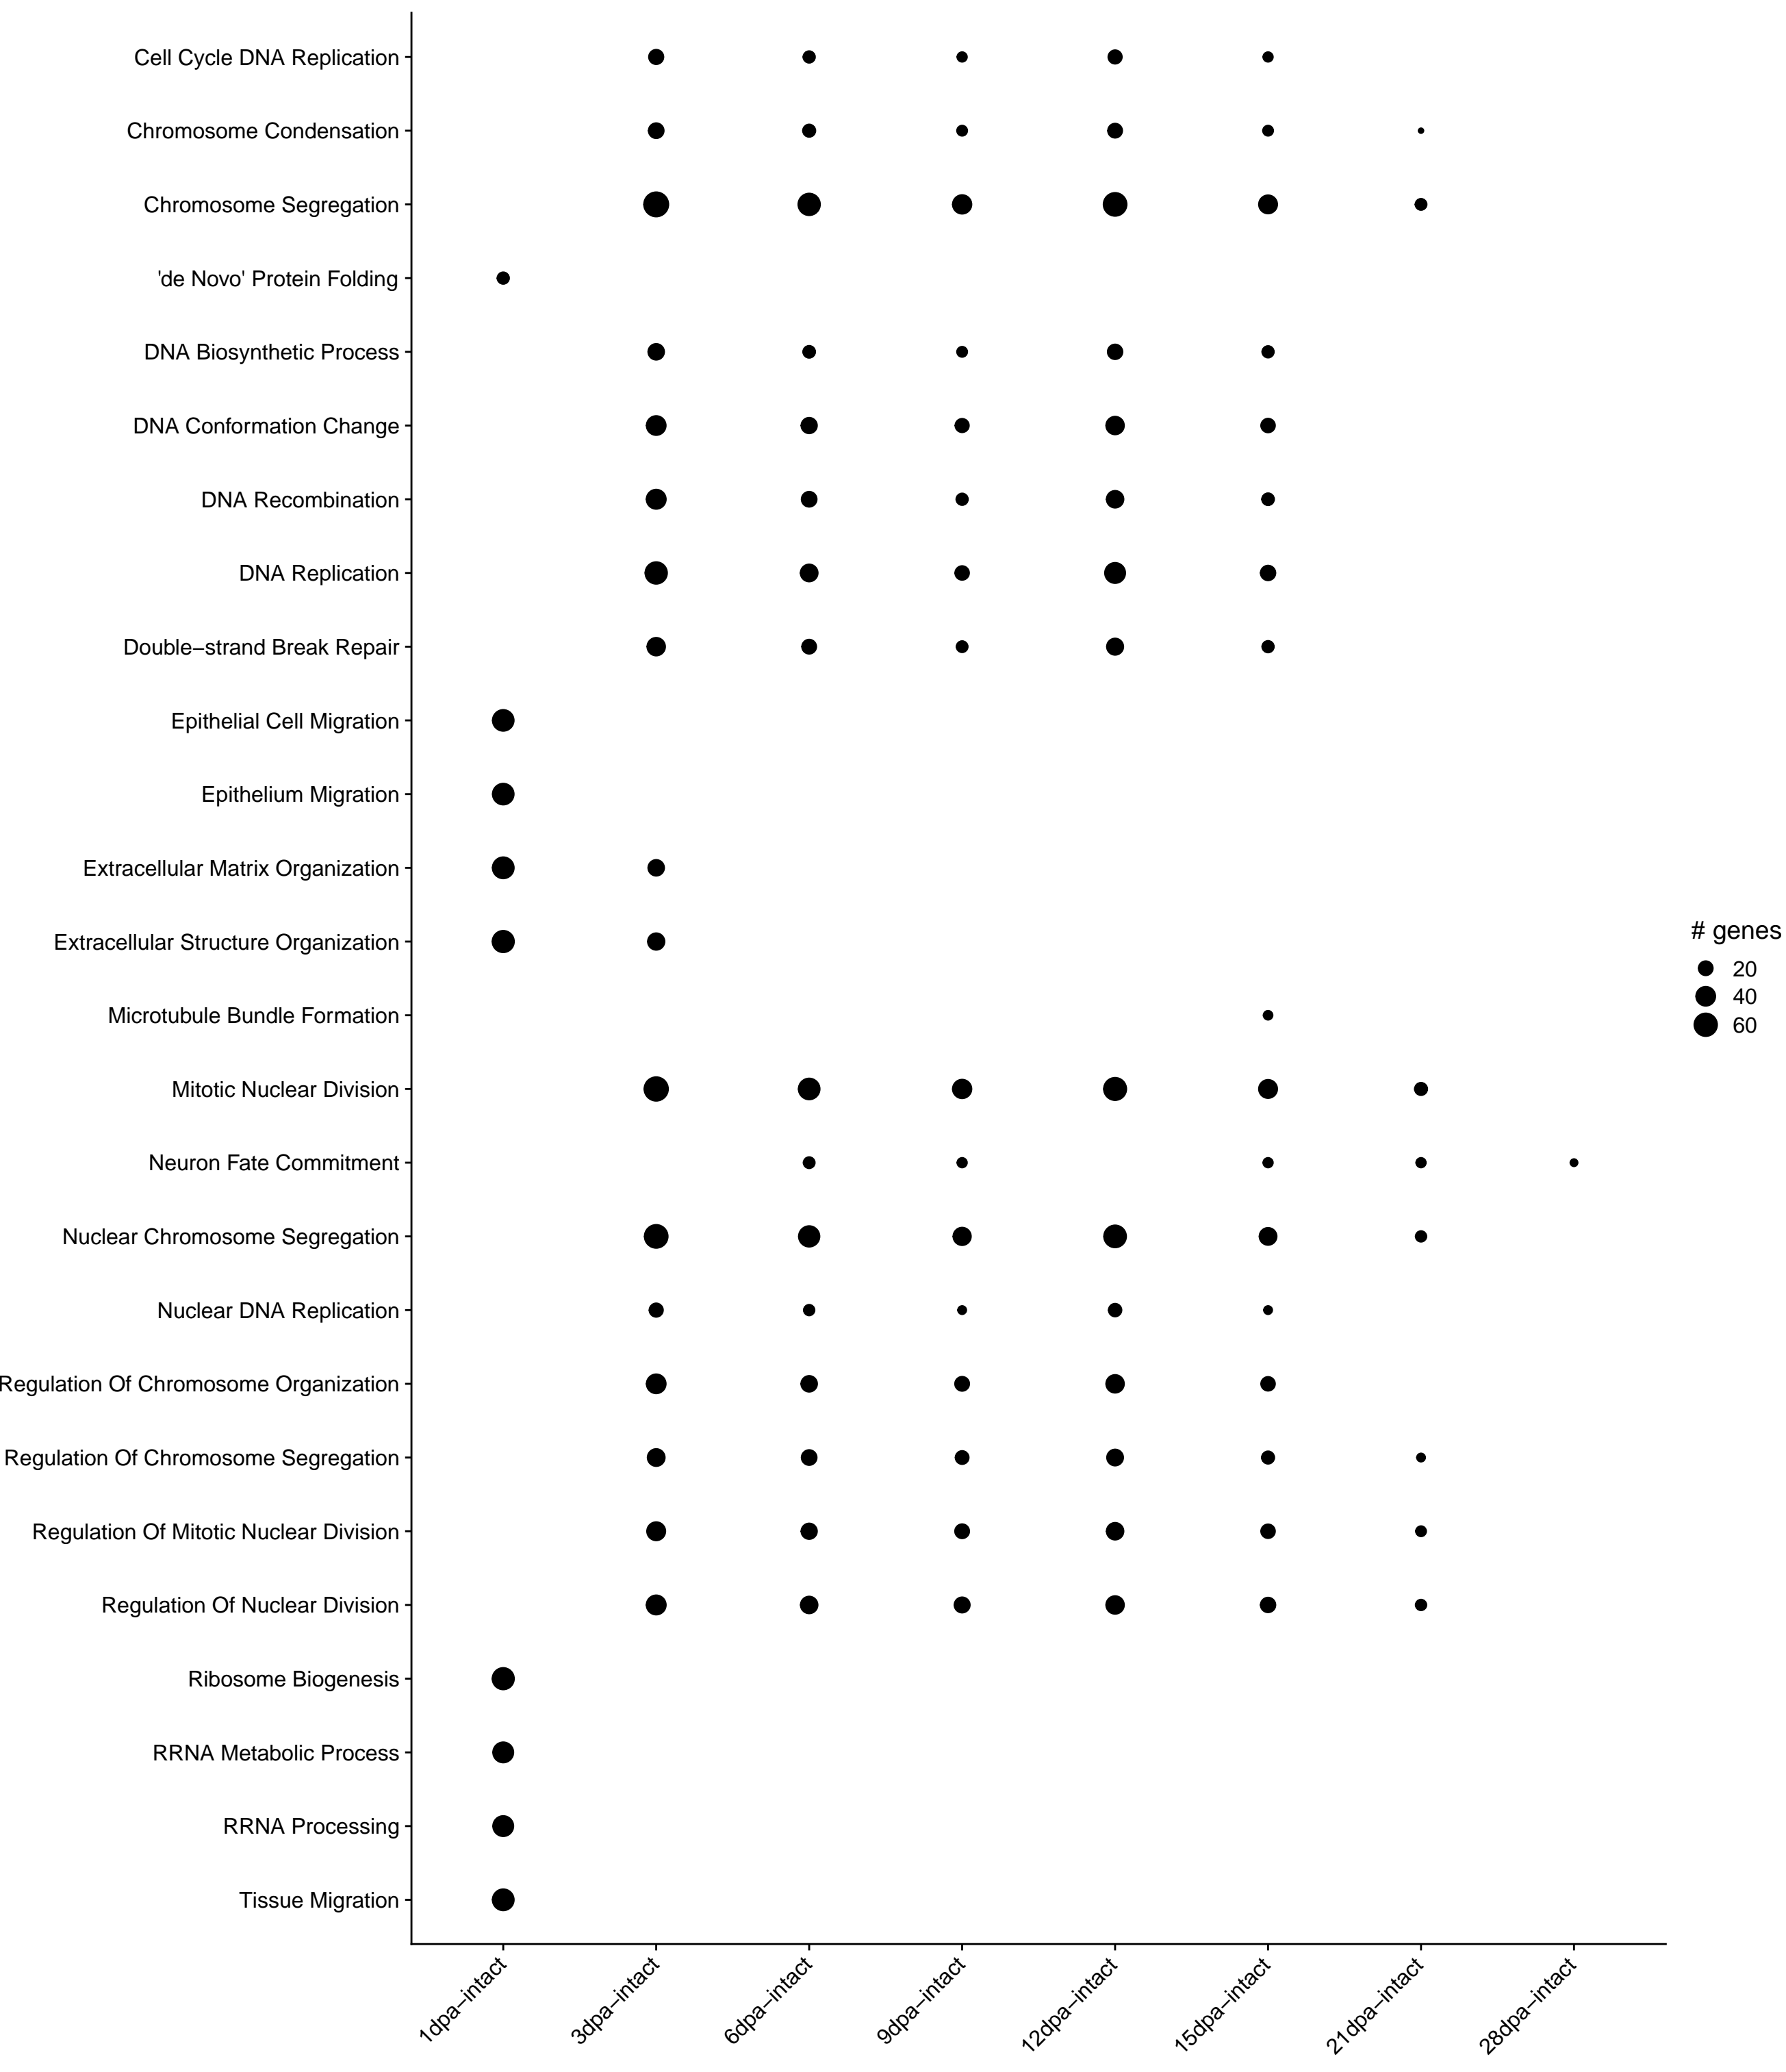 Cell Cycle DNA Replication
Chromosome Condensation
Chromosome Segregation
'de Novo' Protein Folding
DNA Biosynthetic Process
DNA Conformation Change
DNA Recombination
DNA Replication
Double−strand Break Repair
Epithelial Cell Migration
Epithelium Migration
Extracellular Matrix Organization
Extracellular Structure Organization
Microtubule Bundle Formation
Mitotic Nuclear Division
Neuron Fate Commitment
Nuclear Chromosome Segregation
Nuclear DNA Replication
Regulation Of Chromosome Organization
Regulation Of Chromosome Segregation
Regulation Of Mitotic Nuclear Division
Regulation Of Nuclear Division
Ribosome Biogenesis
RRNA Metabolic Process
RRNA Processing
Tissue Migration
1dpa−intact
3dpa−intact
6dpa−intact
9dpa−intact
12dpa−intact
15dpa−intact
21dpa−intact
28dpa−intact
# genes
20
40
60